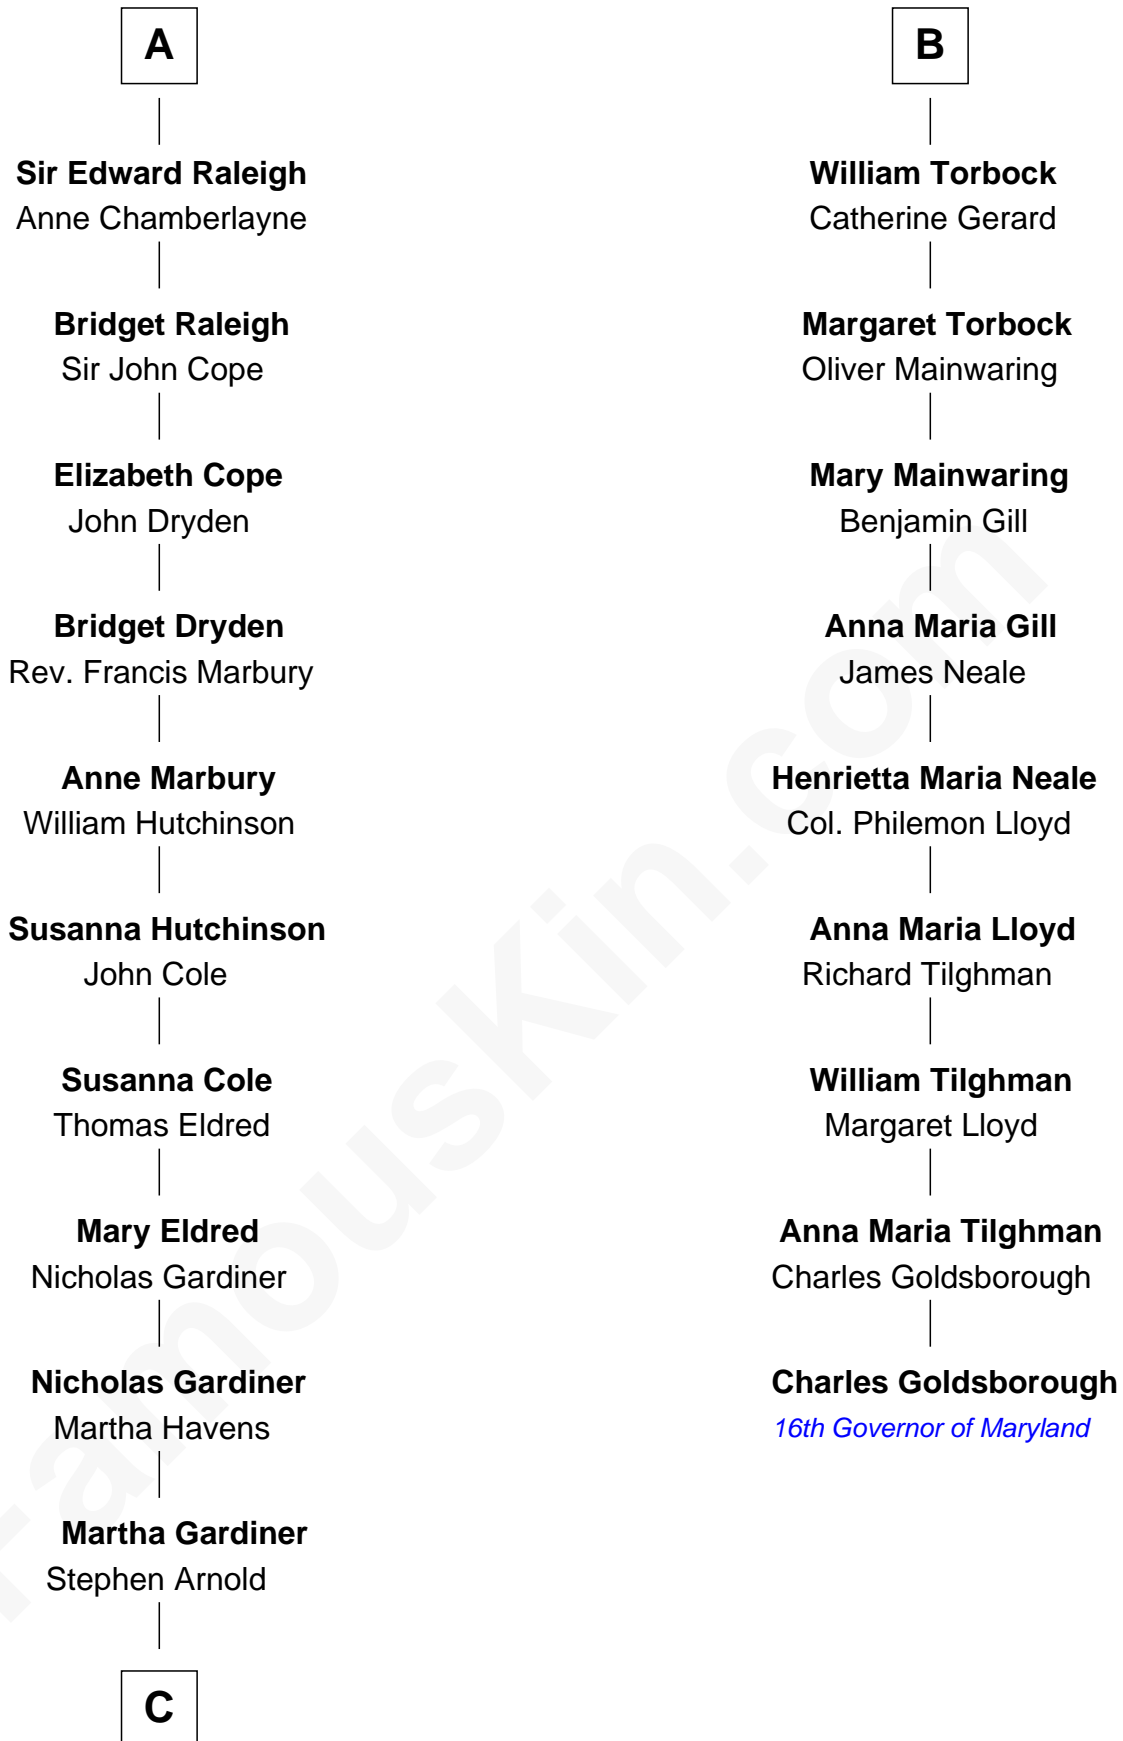 A
Sir Edward Raleigh
Anne Chamberlayne
Bridget Raleigh
Sir John Cope
Elizabeth Cope
John Dryden
Bridget Dryden
Rev. Francis Marbury
Anne Marbury
William Hutchinson
Susanna Hutchinson
John Cole
Susanna Cole
Thomas Eldred
Mary Eldred
Nicholas Gardiner
Nicholas Gardiner
Martha Havens
Martha Gardiner
Stephen Arnold
C
B
William Torbock
Catherine Gerard
Margaret Torbock
Oliver Mainwaring
Mary Mainwaring
Benjamin Gill
Anna Maria Gill
James Neale
Henrietta Maria Neale
Col. Philemon Lloyd
Anna Maria Lloyd
Richard Tilghman
William Tilghman
Margaret Lloyd
Anna Maria Tilghman
Charles Goldsborough
Charles Goldsborough
16th Governor of Maryland
FamousKin.com